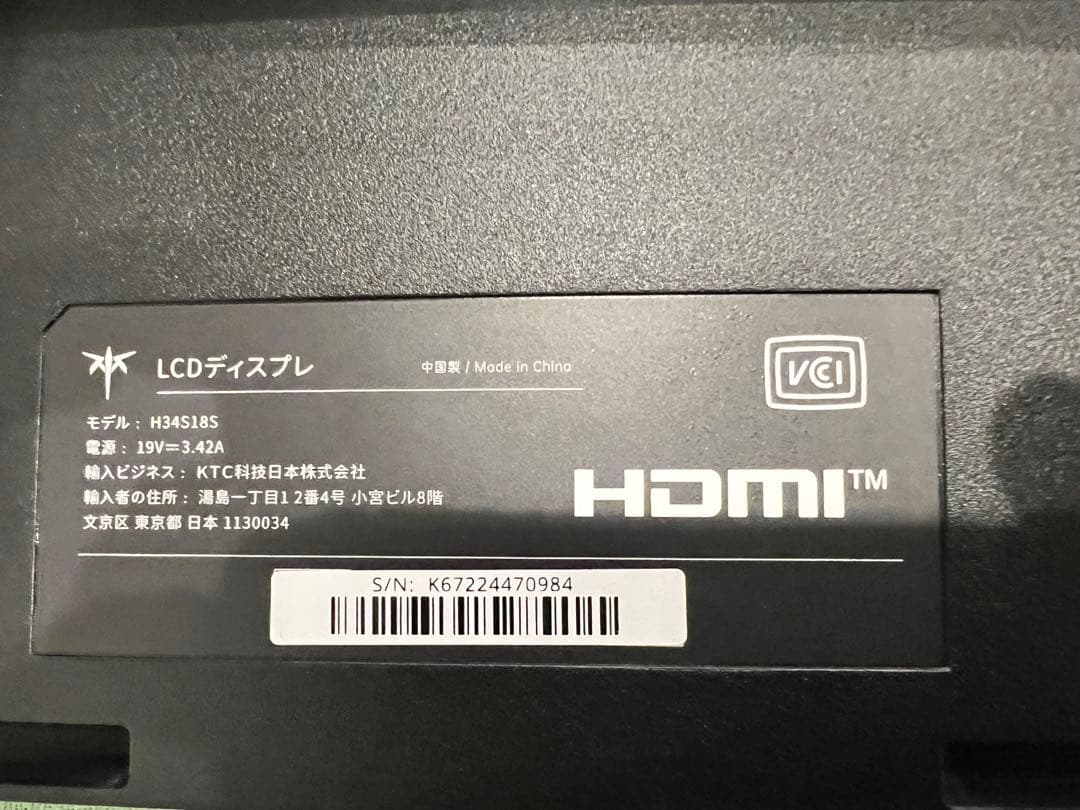 LCDディスプレ
中国製 / Made in China
VCCI
モデル： H34S18S
電源： 19V⎓3.42A
輸入ビジネス： KTC科技日本株式会社
輸入者の住所： 湯島一丁目1 2番4号 小宮ビル8階
文京区 東京都 日本 1130034
HDMI™
S/N: K67224470984